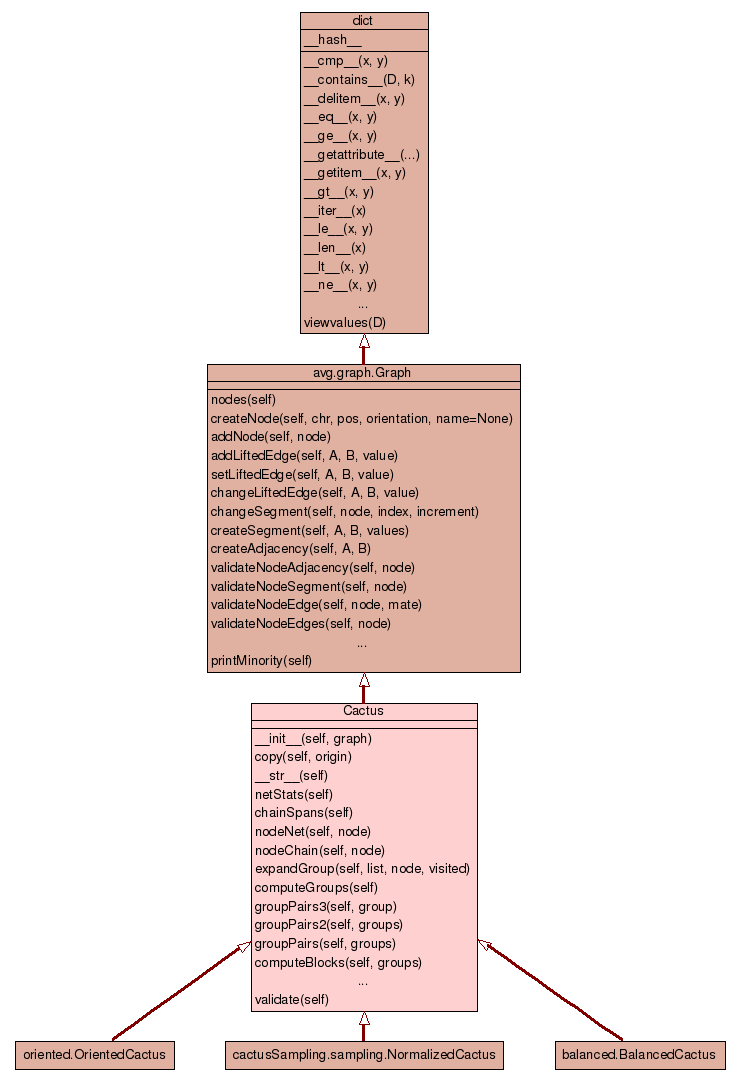 dict
__hash__
__cmp__(x, y)
__contains__(D, k)
__delitem__(x, y)
__eq__(x, y)
__ge__(x, y)
__getattribute__(...)
__getitem__(x, y)
__gt__(x, y)
__iter__(x)
__le__(x, y)
__len__(x)
__lt__(x, y)
__ne__(x, y)
...
viewvalues(D)
avg.graph.Graph
nodes(self)
createNode(self, chr, pos, orientation, name=None)
addNode(self, node)
addLiftedEdge(self, A, B, value)
setLiftedEdge(self, A, B, value)
changeLiftedEdge(self, A, B, value)
changeSegment(self, node, index, increment)
createSegment(self, A, B, values)
createAdjacency(self, A, B)
validateNodeAdjacency(self, node)
validateNodeSegment(self, node)
validateNodeEdge(self, node, mate)
validateNodeEdges(self, node)
...
printMinority(self)
Cactus
__init__(self, graph)
copy(self, origin)
__str__(self)
netStats(self)
chainSpans(self)
nodeNet(self, node)
nodeChain(self, node)
expandGroup(self, list, node, visited)
computeGroups(self)
groupPairs3(self, group)
groupPairs2(self, groups)
groupPairs(self, groups)
computeBlocks(self, groups)
...
validate(self)
oriented.OrientedCactus
cactusSampling.sampling.NormalizedCactus
balanced.BalancedCactus